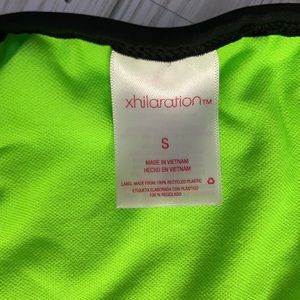 xhilaration™
S
MADE IN VIETNAM
HECHO EN VIETNAM
LABEL MADE FROM 100% RECYCLED PLASTIC
ETIQUETA ELABORADA CON PLÁSTICO
100 % RECICLADO